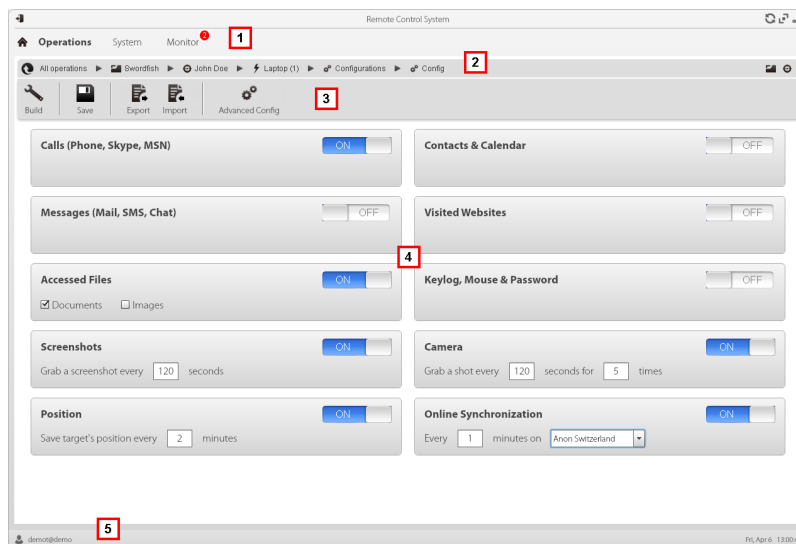 Remote Control System
Operations System Monitor 2 1
All operations Swordfish John Doe Laptop (1) Configurations Config 2
Build Save Export Import Advanced Config 3
Calls (Phone, Skype, MSN) ON
Contacts & Calendar OFF
Messages (Mail, SMS, Chat) OFF
Visited Websites OFF
4
Accessed Files ON
Documents Images
Keylog, Mouse & Password OFF
Screenshots ON
Grab a screenshot every 120 seconds
Camera ON
Grab a shot every 120 seconds for 5 times
Position ON
Save target's position every 2 minutes
Online Synchronization ON
Every 1 minutes on Anon Switzerland
5
demot@demo
Fri, Apr 6 13:00